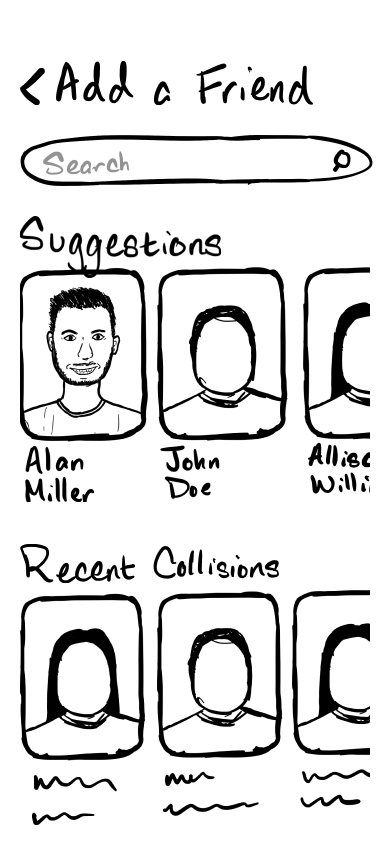 Add a Friend
Search
Suggestions
Alan
Miller
John
Doe
Recent Collisions